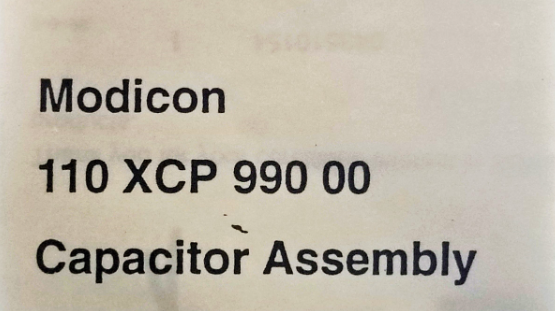 Modicon
110 XCP 990 00
Capacitor Assembly